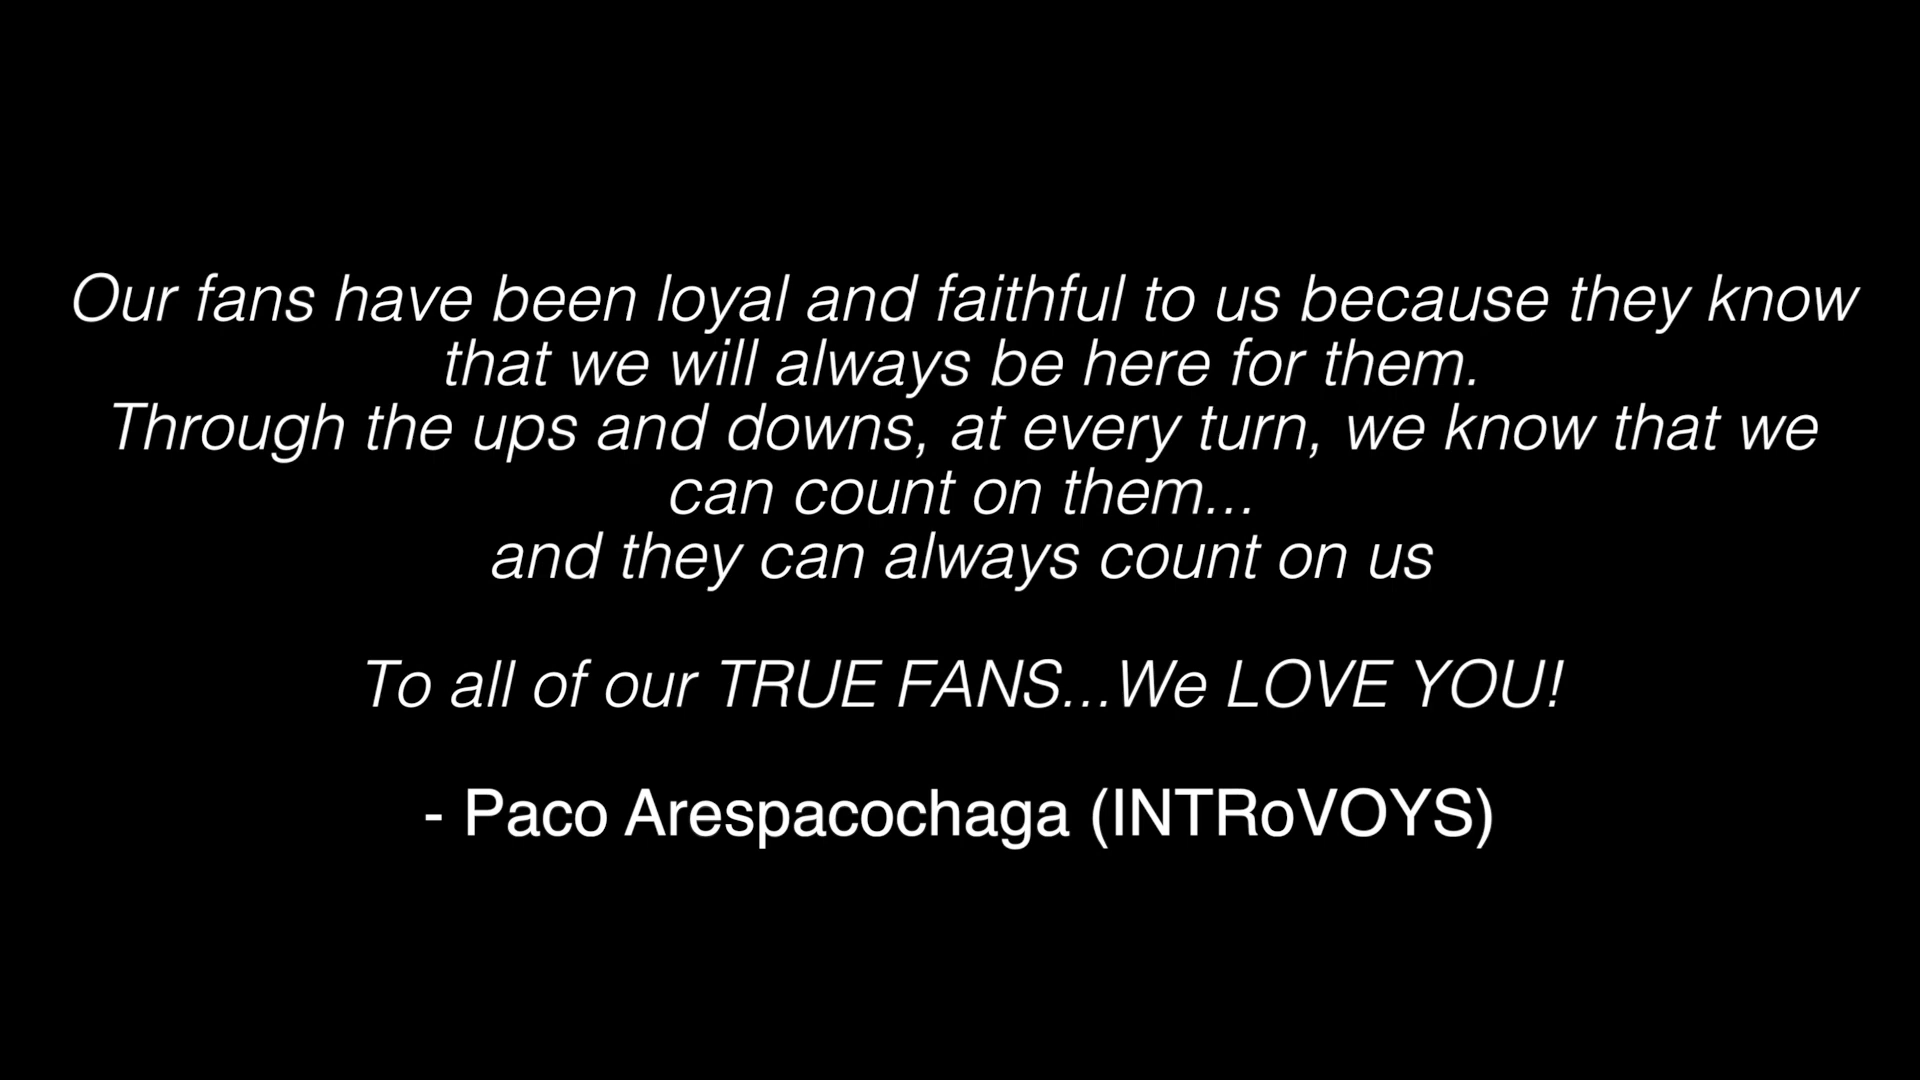 Our fans have been loyal and faithful to us because they know
that we will always be here for them.
Through the ups and downs, at every turn, we know that we
can count on them...
and they can always count on us
To all of our TRUE FANS...We LOVE YOU!
- Paco Arespacochaga (INTRoVOYS)